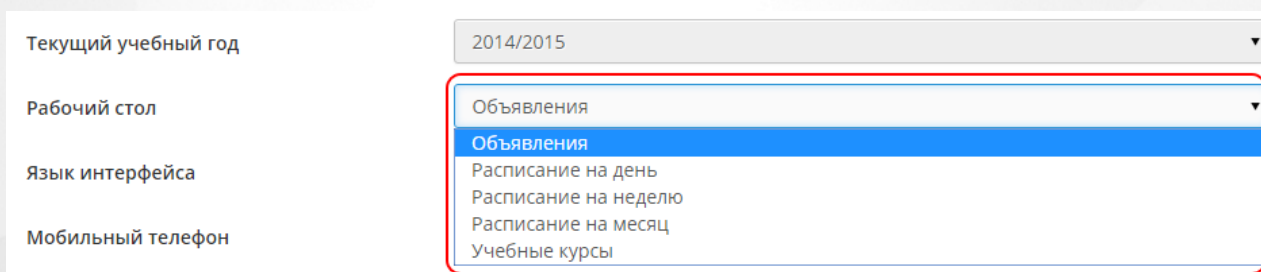 Текущий учебный год 2014/2015
Рабочий стол Объявления
Объявления
Язык интерфейса Расписание на день
Расписание на неделю
Расписание на месяц
Мобильный телефон Учебные курсы